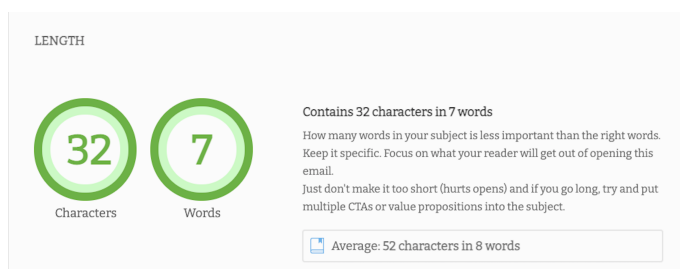 LENGTH
32
7
Characters
Words
Contains 32 characters in 7 words
How many words in your subject is less important than the right words.
Keep it specific. Focus on what your reader will get out of opening this
email.
Just don't make it too short (hurts opens) and if you go long, try and put
multiple CTAs or value propositions into the subject.
Average: 52 characters in 8 words